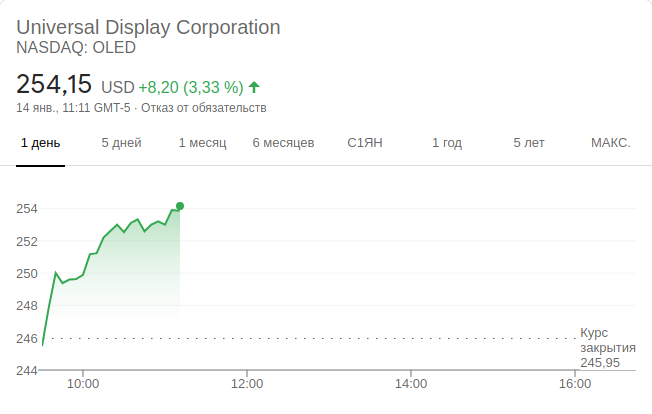 Universal Display Corporation
NASDAQ: OLED
254,15 USD +8,20 (3,33 %)
14 янв., 11:11 GMT-5 · Отказ от обязательств
1 день 5 дней 1 месяц 6 месяцев С1ЯН 1 год 5 лет МАКС.
254
252
250
248
246
244
Курс
закрытия
245,95
10:00 12:00 14:00 16:00